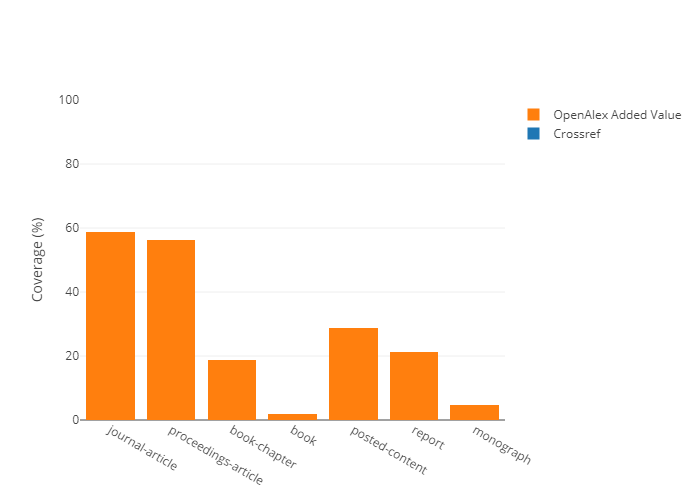 100
80
60
40
20
0
Coverage (%)
journal-article
proceedings-article
book-chapter
book
posted-content
report
monograph
OpenAlex Added Value
Crossref